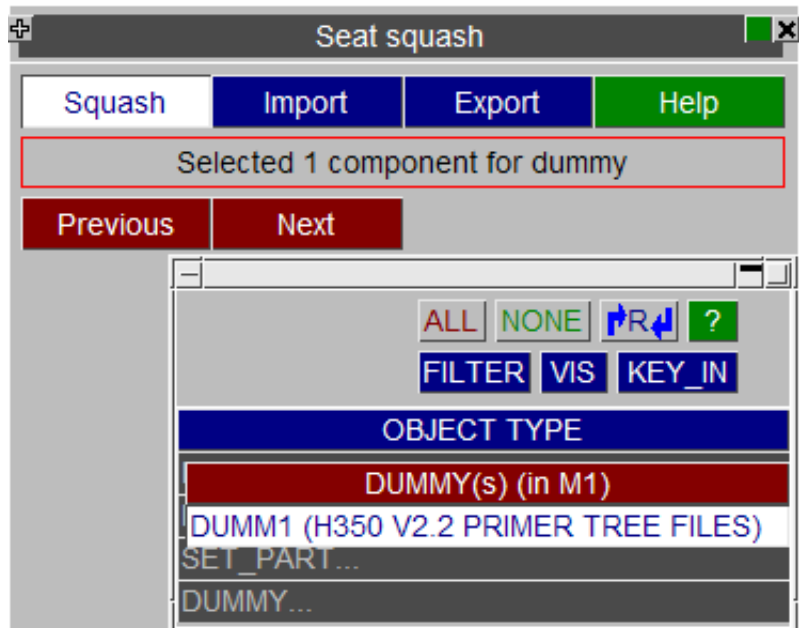 Seat squash
Squash Import Export Help
Selected 1 component for dummy
Previous Next
ALL NONE R ?
FILTER VIS KEY_IN
OBJECT TYPE
DUMMY(s) (in M1)
DUMM1 (H350 V2.2 PRIMER TREE FILES)
SET_PART...
DUMMY...